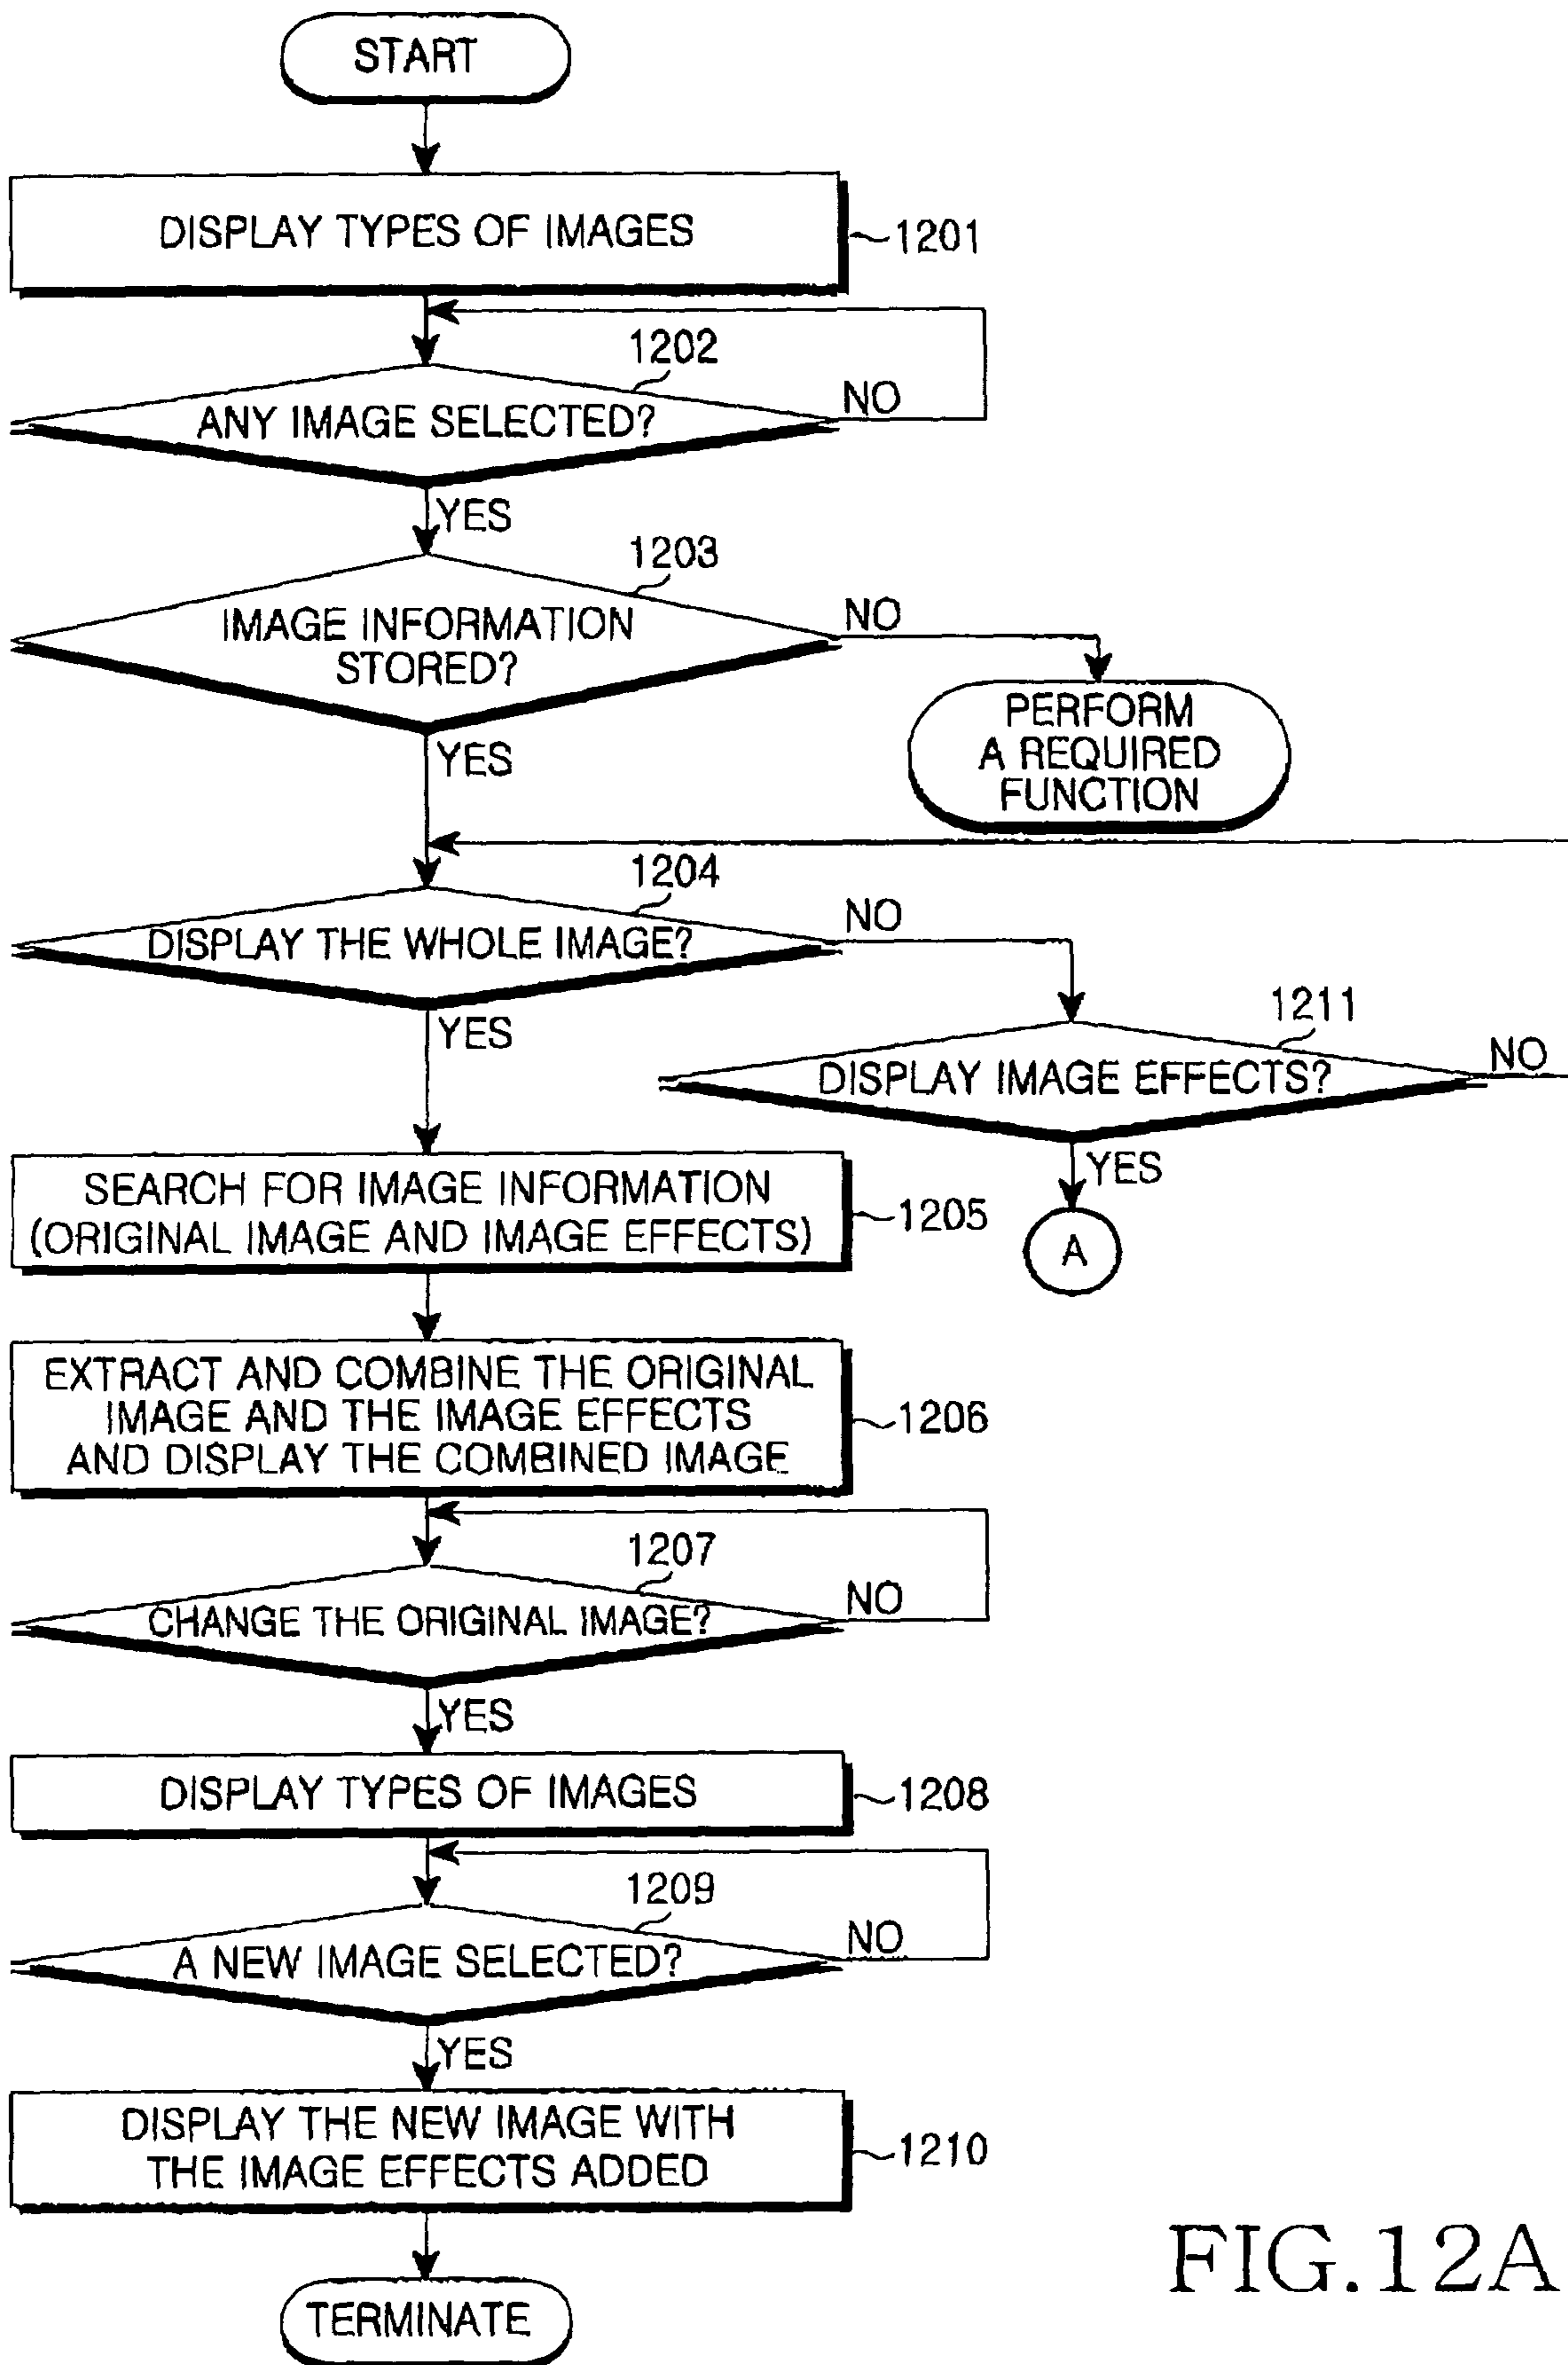 START
DISPLAY TYPES OF IMAGES
1201
1202
ANY IMAGE SELECTED?
NO
YES
1203
IMAGE INFORMATION
STORED?
NO
PERFORM
A REQUIRED
FUNCTION
YES
1204
DISPLAY THE WHOLE IMAGE?
NO
YES
1211
DISPLAY IMAGE EFFECTS?
NO
YES
A
SEARCH FOR IMAGE INFORMATION
(ORIGINAL IMAGE AND IMAGE EFFECTS)
1205
EXTRACT AND COMBINE THE ORIGINAL
IMAGE AND THE IMAGE EFFECTS
AND DISPLAY THE COMBINED IMAGE
1206
1207
CHANGE THE ORIGINAL IMAGE?
NO
YES
DISPLAY TYPES OF IMAGES
1208
1209
A NEW IMAGE SELECTED?
NO
YES
DISPLAY THE NEW IMAGE WITH
THE IMAGE EFFECTS ADDED
1210
TERMINATE
FIG.12A